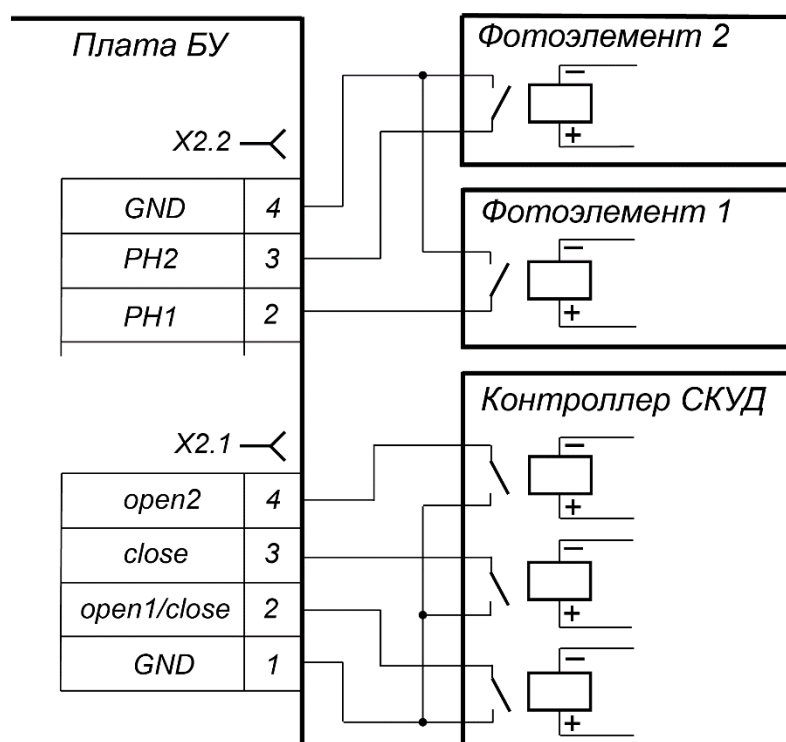 Плата БУ
X2.2
GND 4
PH2 3
PH1 2
X2.1
open2 4
close 3
open1/close 2
GND 1
Фотоэлемент 2
−
+
Фотоэлемент 1
−
+
Контроллер СКУД
−
+
−
+
−
+